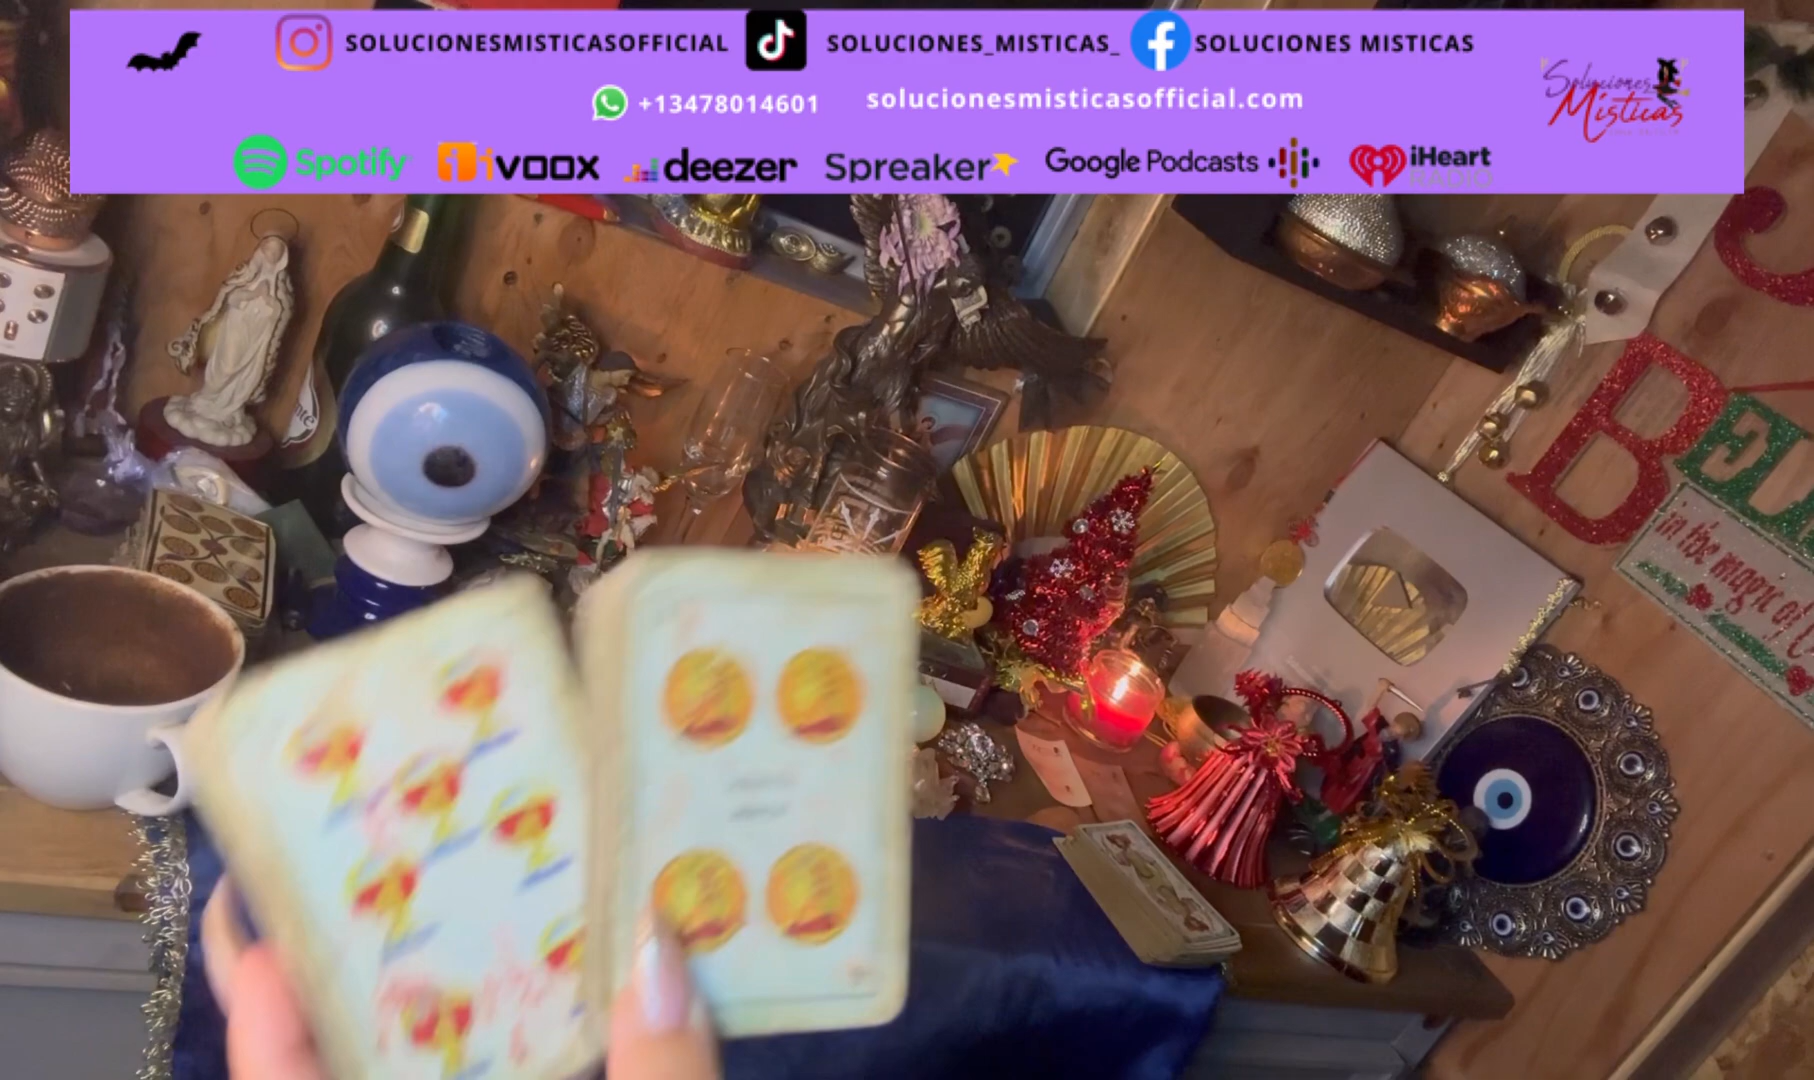 SOLUCIONESMISTICASOFFICIAL
SOLUCIONES_MISTICAS_
SOLUCIONES MISTICAS
+13478014601
solucionesmisticasofficial.com
Soluciones
Místicas
Spotify
ivoox
deezer
Spreaker
Google Podcasts
iHeart
RADIO
B
in the magic of